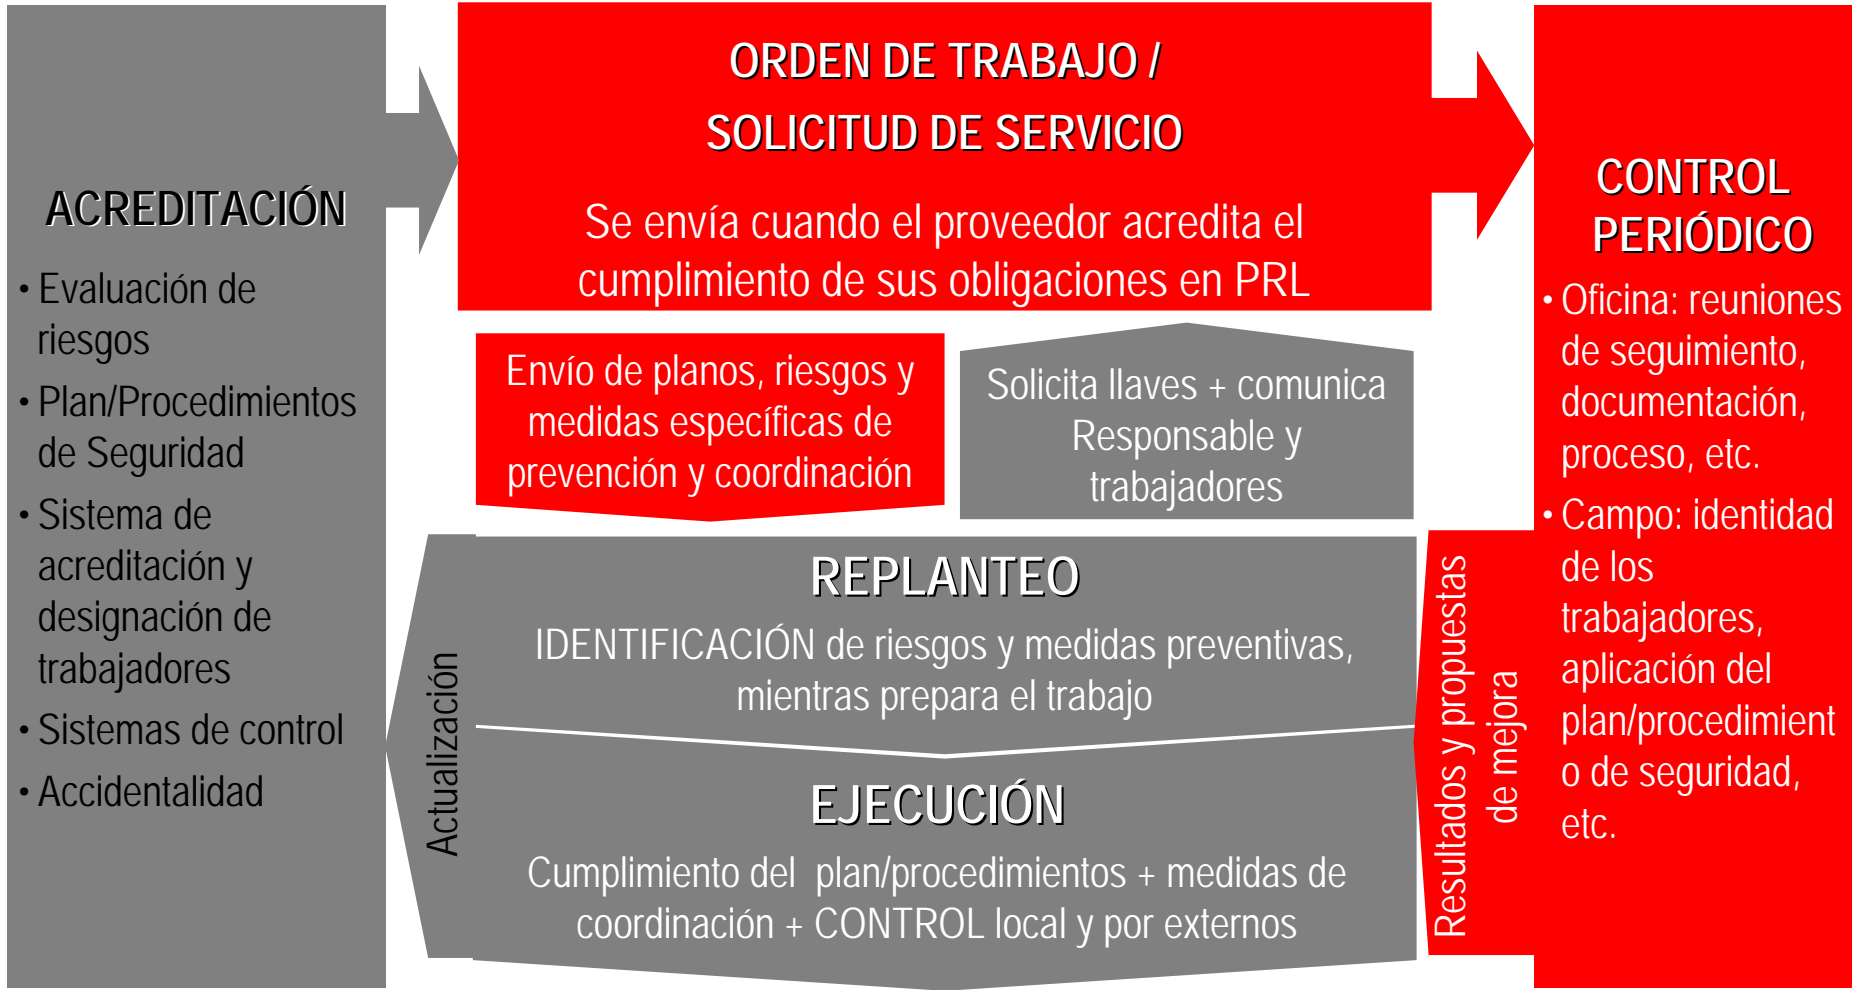 ACREDITACIÓN
• Evaluación de
riesgos
• Plan/Procedimientos
de Seguridad
• Sistema de
acreditación y
designación de
trabajadores
• Sistemas de control
• Accidentalidad
ORDEN DE TRABAJO /
SOLICITUD DE SERVICIO
Se envía cuando el proveedor acredita el
cumplimiento de sus obligaciones en PRL
Envío de planos, riesgos y
medidas específicas de
prevención y coordinación
Solicita llaves + comunica
Responsable y
trabajadores
Actualización
REPLANTEO
IDENTIFICACIÓN de riesgos y medidas preventivas,
mientras prepara el trabajo
EJECUCIÓN
Cumplimiento del plan/procedimientos + medidas de
coordinación + CONTROL local y por externos
Resultados y propuestas
de mejora
CONTROL
PERIÓDICO
• Oficina: reuniones
de seguimiento,
documentación,
proceso, etc.
• Campo: identidad
de los
trabajadores,
aplicación del
plan/procedimient
o de seguridad,
etc.